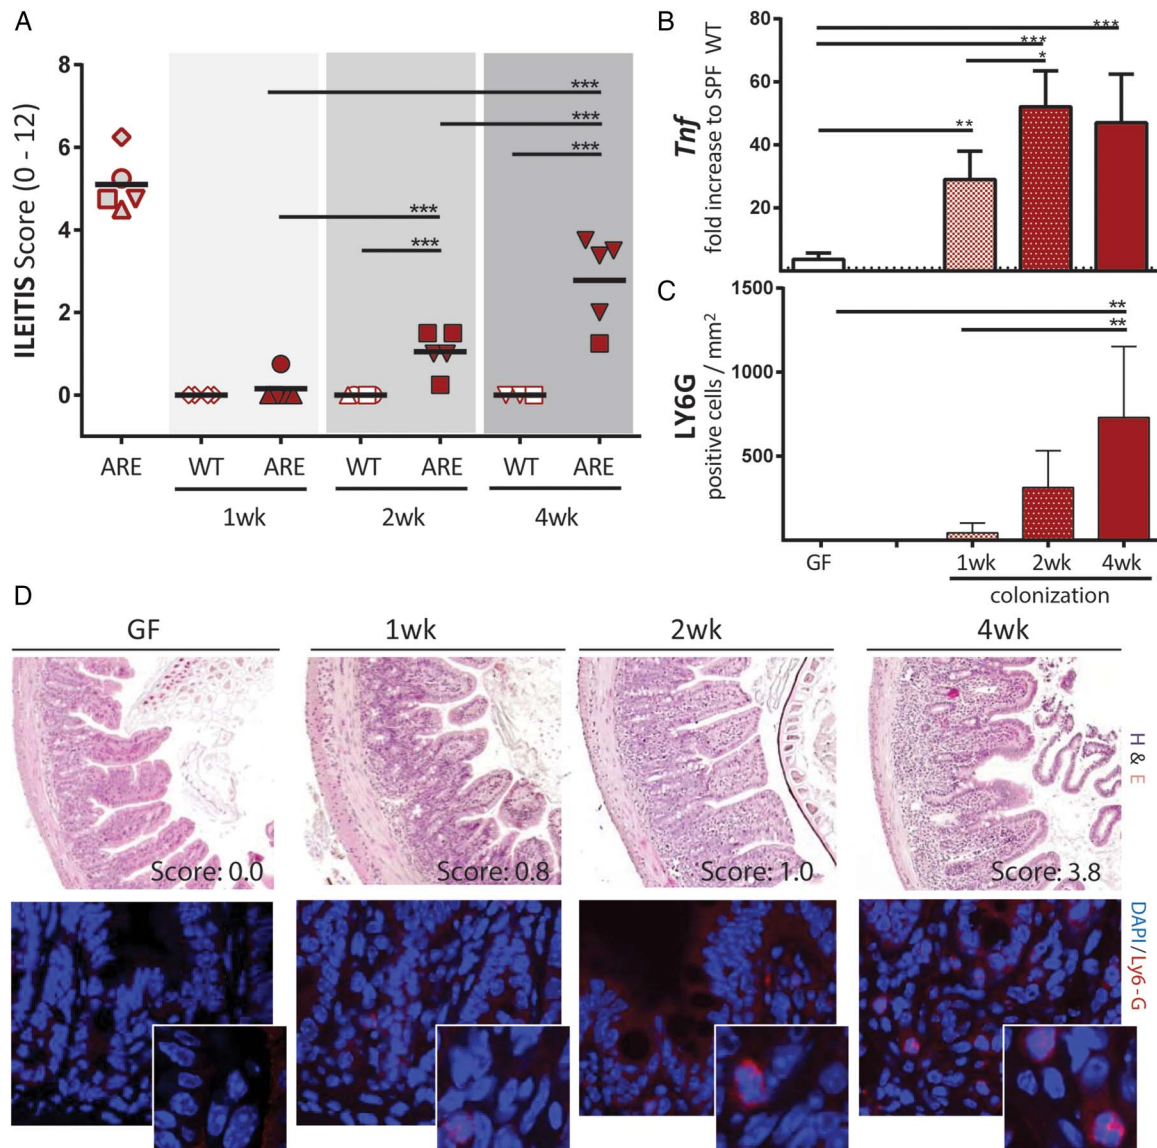 A
ILEITIS Score (0 - 12)
8
6
4
2
0
***
***
***
***
***
ARE
WT
ARE
WT
ARE
WT
ARE
1wk
2wk
4wk
B
Tnf
fold increase to SPF WT
80
60
40
20
***
***
*
**
C
LY6G
positive cells / mm²
1500
1000
500
**
**
GF
1wk
2wk
4wk
colonization
D
GF
1wk
2wk
4wk
Score: 0.0
Score: 0.8
Score: 1.0
Score: 3.8
H & E
DAPI / Ly6-G